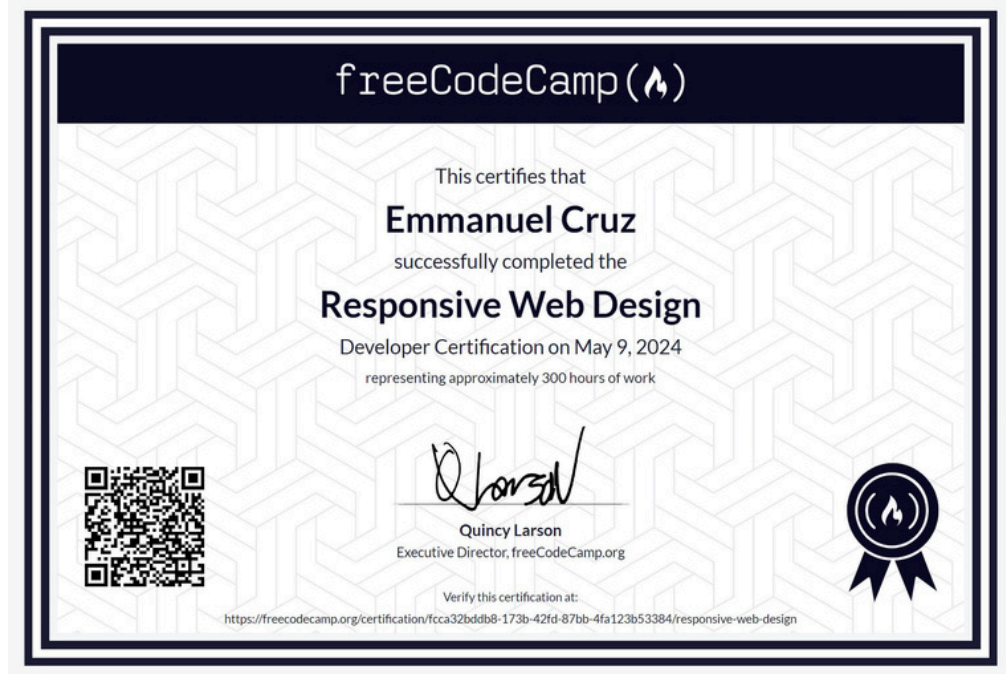 freeCodeCamp
This certifies that
Emmanuel Cruz
successfully completed the
Responsive Web Design
Developer Certification on May 9, 2024
representing approximately 300 hours of work
Quincy Larson
Executive Director, freeCodeCamp.org
Verify this certification at:
https://freecodecamp.org/certification/fcca32bddb8-173b-42fd-87bb-4fa123b53384/responsive-web-design